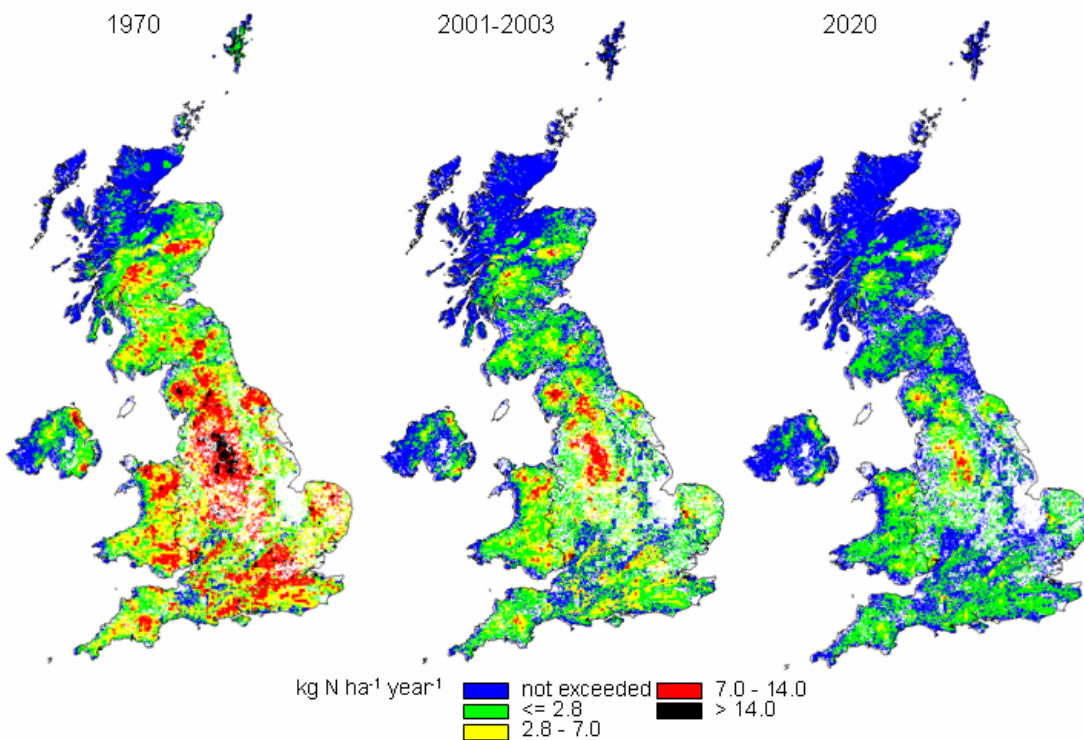 1970
2001-2003
2020
kg N ha⁻¹ year⁻¹
not exceeded
<= 2.8
2.8 - 7.0
7.0 - 14.0
> 14.0